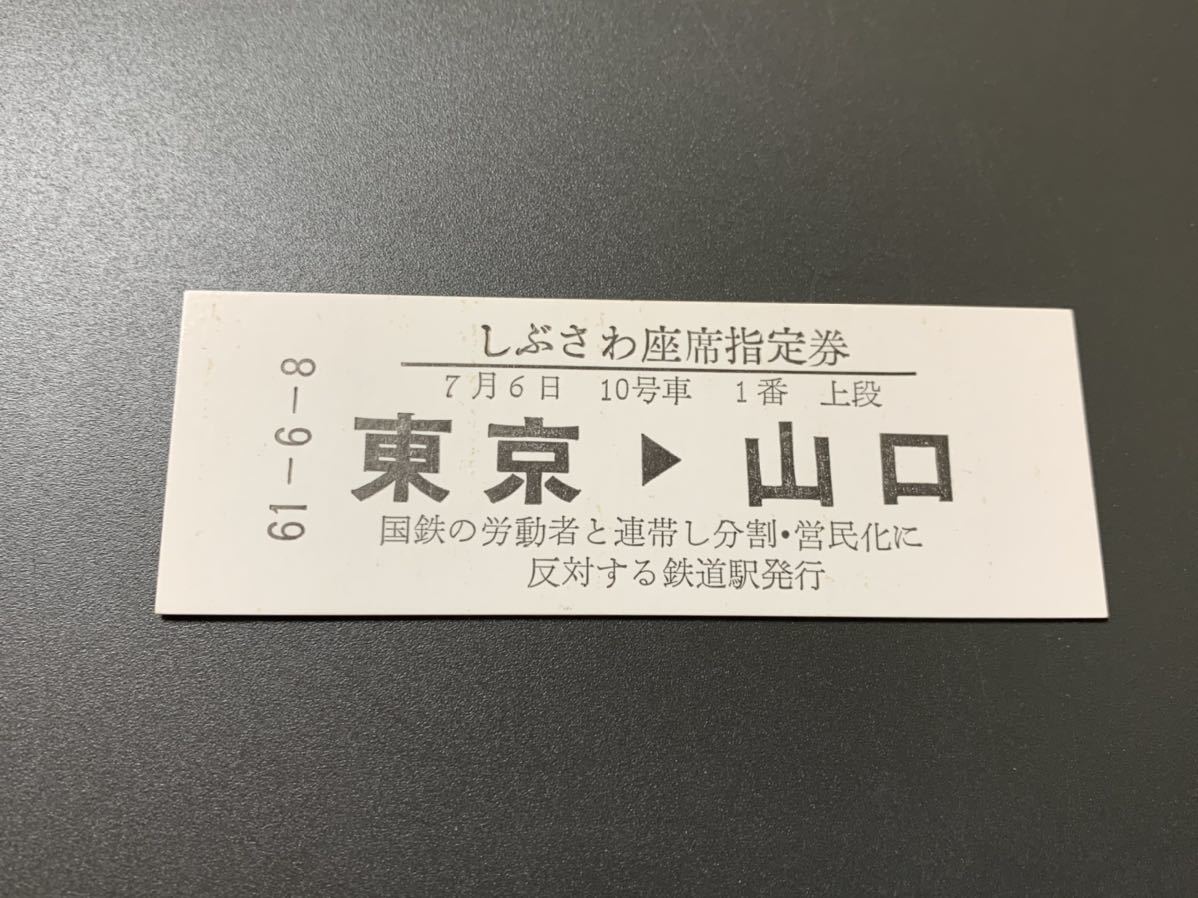 しぶさわ座席指定券
7月6日 10号車 1番 上段
東京▶山口
国鉄の労動者と連帯し分割・営民化に
反対する鉄道駅発行
61-6-8